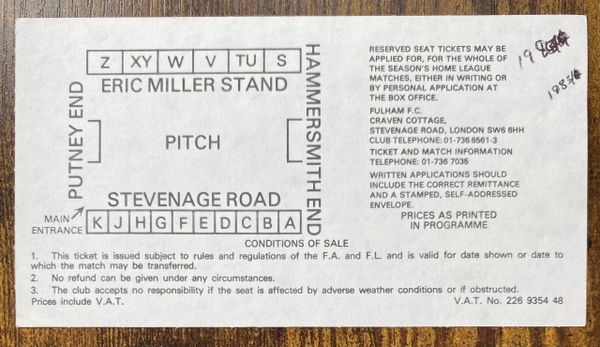 Z XY W V TU S
ERIC MILLER STAND
PUTNEY END
HAMMERSMITH END
PITCH
STEVENAGE ROAD
MAIN
ENTRANCE
K J H G F E D C B A
RESERVED SEAT TICKETS MAY BE
APPLIED FOR, FOR THE WHOLE OF
THE SEASON'S HOME LEAGUE
MATCHES, EITHER IN WRITING OR
BY PERSONAL APPLICATION AT
THE BOX OFFICE.
FULHAM F.C.
CRAVEN COTTAGE,
STEVENAGE ROAD, LONDON SW6 6HH
CLUB TELEPHONE: 01-736 6561-3
TICKET AND MATCH INFORMATION
TELEPHONE: 01-736 7035
WRITTEN APPLICATIONS SHOULD
INCLUDE THE CORRECT REMITTANCE
AND A STAMPED, SELF-ADDRESSED
ENVELOPE.
PRICES AS PRINTED
IN PROGRAMME
CONDITIONS OF SALE
1. This ticket is issued subject to rules and regulations of the F.A. and F.L. and is valid for date shown or date to
which the match may be transferred.
2. No refund can be given under any circumstances.
3. The club accepts no responsibility if the seat is affected by adverse weather conditions or if obstructed.
Prices include V.A.T.
V.A.T. No. 226 9354 48